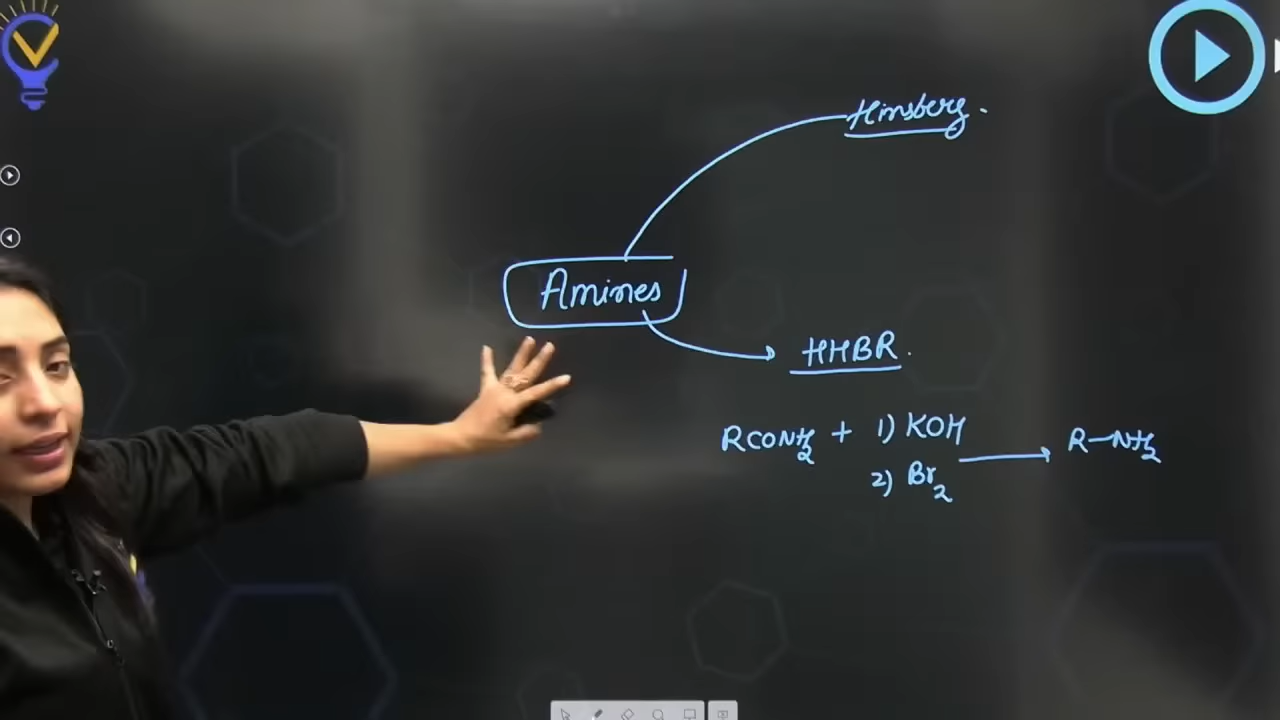 Hinsberg.
Amines
HHBR.
RCONH2 + 1) KOH → R-NH2
2) Br2